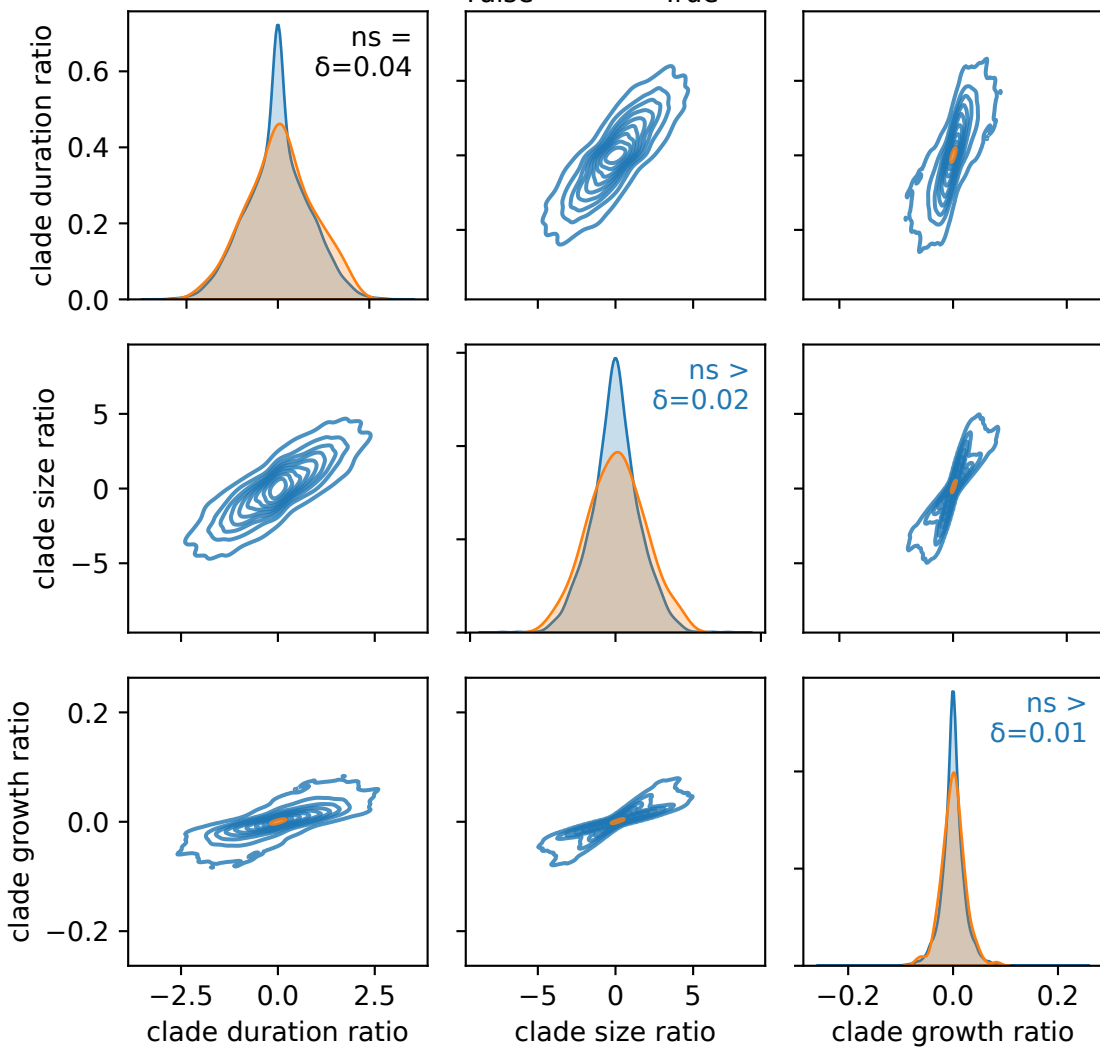 clade duration ratio
0.6
0.4
0.2
0.0
ns =
δ=0.04
clade size ratio
5
0
−5
ns >
δ=0.02
clade growth ratio
0.2
0.0
−0.2
ns >
δ=0.01
−2.5 0.0 2.5
−5 0 5
−0.2 0.0 0.2
clade duration ratio
clade size ratio
clade growth ratio